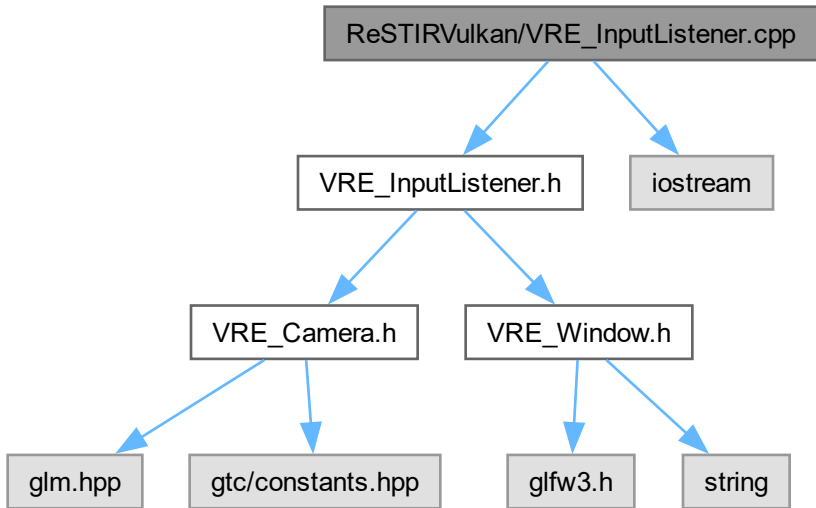 ReSTIRVulkan/VRE_InputListener.cpp
VRE_InputListener.h
iostream
VRE_Camera.h
VRE_Window.h
glm.hpp
gtc/constants.hpp
glfw3.h
string